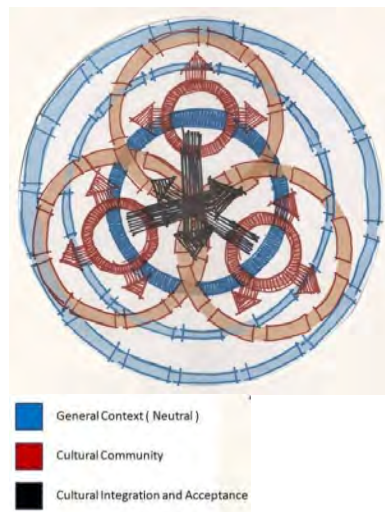 General Context ( Neutral )
Cultural Community
Cultural Integration and Acceptance